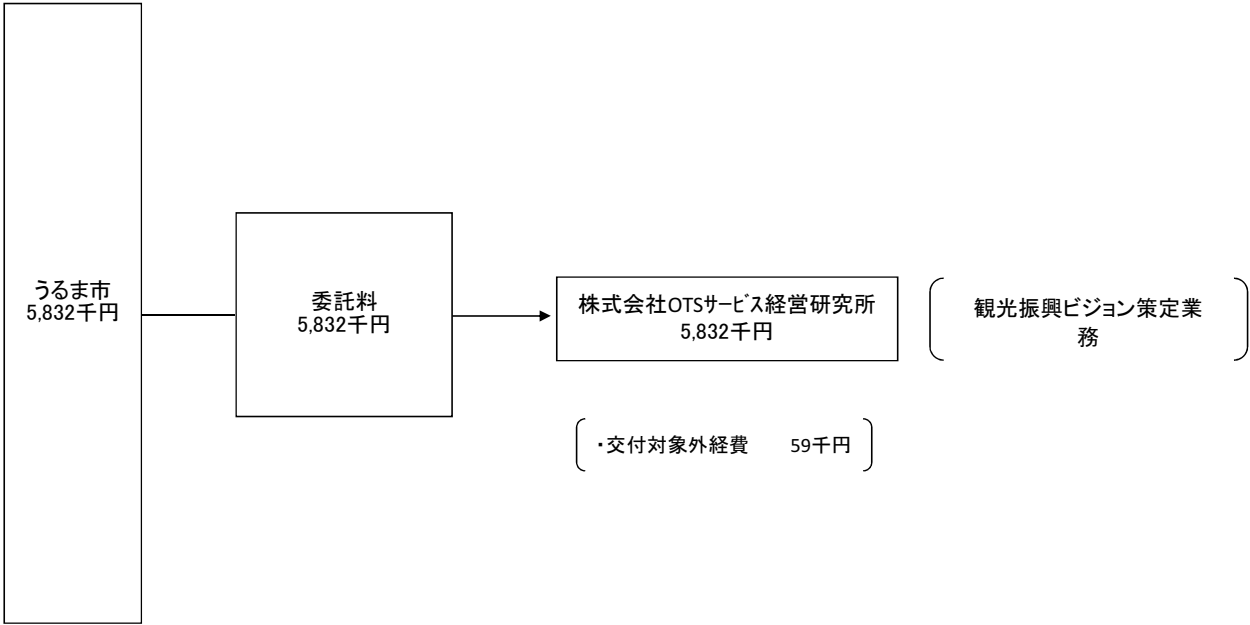 うるま市
5,832千円
委託料
5,832千円
株式会社OTSｻｰﾋﾞｽ経営研究所
5,832千円
観光振興ビジョン策定業
務
・交付対象外経費　　59千円